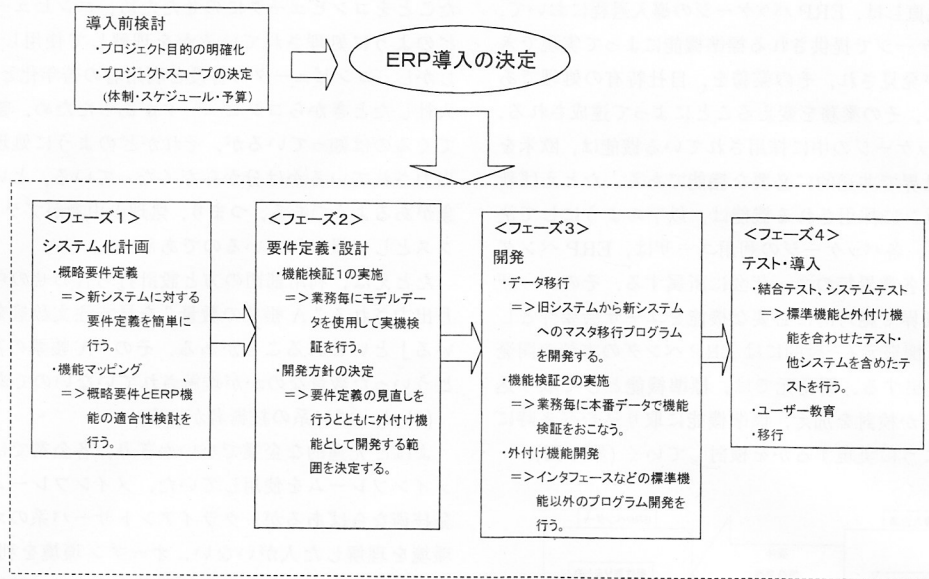 導入前検討
・プロジェクト目的の明確化
・プロジェクトスコープの決定
(体制・スケジュール・予算)
ERP導入の決定
<フェーズ1>
システム化計画
・概略要件定義
=>新システムに対する
要件定義を簡単に
行う。
・機能マッピング
=>概略要件とERP機
能の適合性検討を
行う。
<フェーズ2>
要件定義・設計
・機能検証1の実施
=>業務毎にモデルデー
タを使用して実機検
証を行う。
・開発方針の決定
=>要件定義の見直しを
行うとともに外付け機
能として開発する範
囲を決定する。
<フェーズ3>
開発
・データ移行
=>旧システムから新システム
へのマスタ移行プログラム
を開発する。
・機能検証2の実施
=>業務毎に本番データで機能
検証をおこなう。
・外付け機能開発
=>インタフェースなどの標準機
能以外のプログラム開発を
行う。
<フェーズ4>
テスト・導入
・結合テスト、システムテスト
=>標準機能と外付け機
能を合わせたテスト・
他システムを含めたテ
ストを行う。
・ユーザー教育
・移行